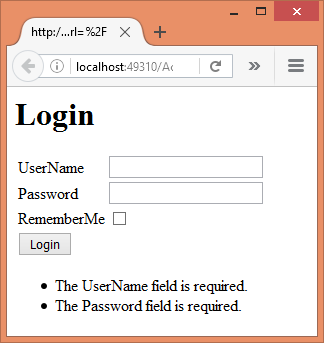 http:/...rl=%2F
localhost:49310/Ac
Login
UserName
Password
RememberMe
Login
The UserName field is required.
The Password field is required.